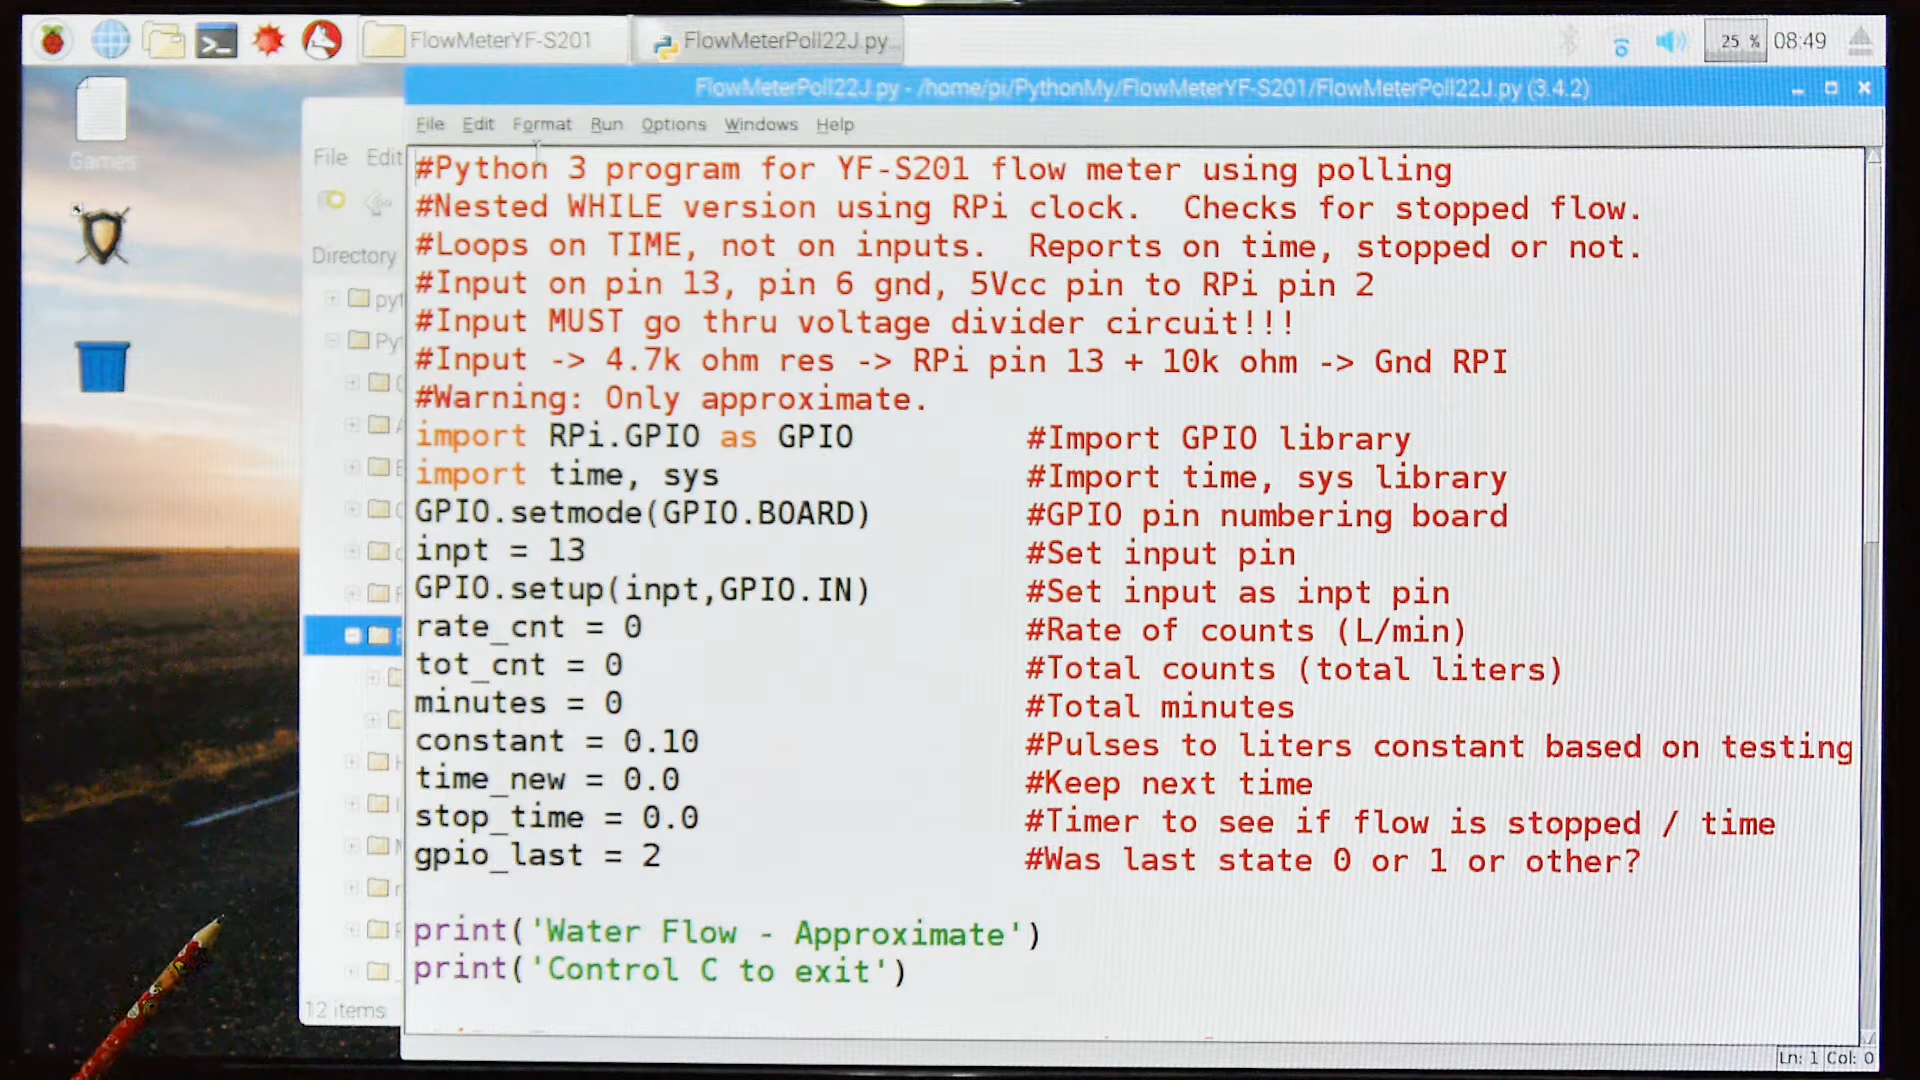 FlowMeterYF-S201
FlowMeterPoll22J.py...
25 %
08:49
FlowMeterPoll22J.py - /home/pi/PythonMy/FlowMeterYF-S201/FlowMeterPoll22J.py (3.4.2)
Games
File Edit
Directory
File Edit Format Run Options Windows Help
#Python 3 program for YF-S201 flow meter using polling
#Nested WHILE version using RPi clock.  Checks for stopped flow.
#Loops on TIME, not on inputs.  Reports on time, stopped or not.
#Input on pin 13, pin 6 gnd, 5Vcc pin to RPi pin 2
#Input MUST go thru voltage divider circuit!!!
#Input -> 4.7k ohm res -> RPi pin 13 + 10k ohm -> Gnd RPI
#Warning: Only approximate.
import RPi.GPIO as GPIO #Import GPIO library
import time, sys #Import time, sys library
GPIO.setmode(GPIO.BOARD) #GPIO pin numbering board
inpt = 13 #Set input pin
GPIO.setup(inpt,GPIO.IN) #Set input as inpt pin
rate_cnt = 0 #Rate of counts (L/min)
tot_cnt = 0 #Total counts (total liters)
minutes = 0 #Total minutes
constant = 0.10 #Pulses to liters constant based on testing
time_new = 0.0 #Keep next time
stop_time = 0.0 #Timer to see if flow is stopped / time
gpio_last = 2 #Was last state 0 or 1 or other?
print('Water Flow - Approximate')
print('Control C to exit')
12 items
Ln: 1 Col: 0